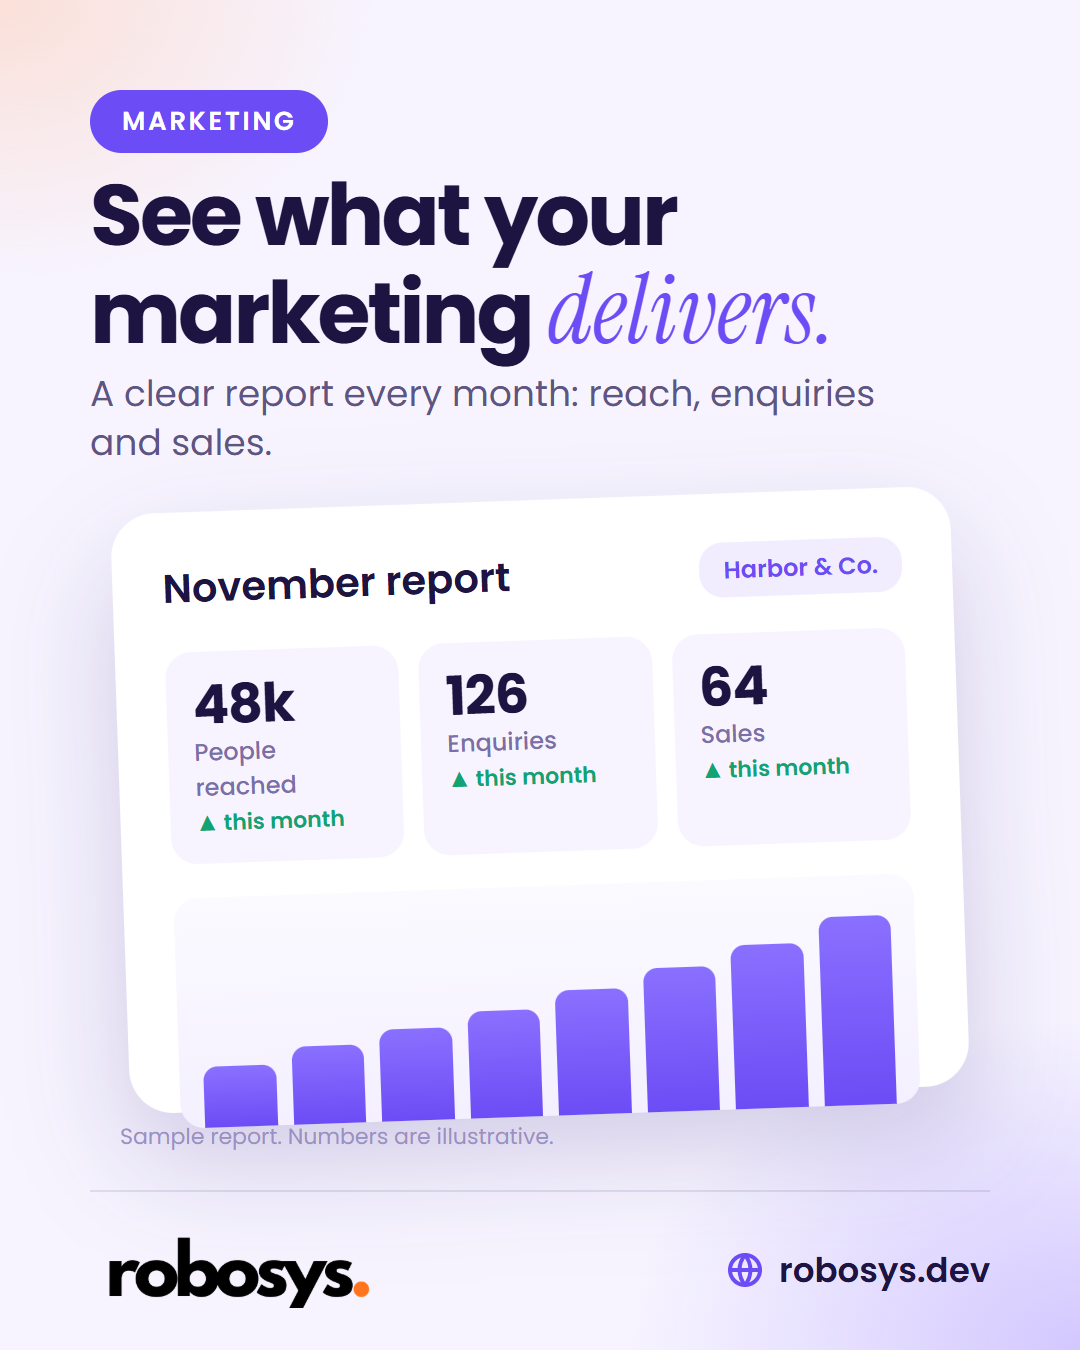 MARKETING
See what your
marketing delivers.
A clear report every month: reach, enquiries
and sales.
November report
Harbor & Co.
48k
People
reached
▲ this month
126
Enquiries
▲ this month
64
Sales
▲ this month
Sample report. Numbers are illustrative.
robosys.
robosys.dev